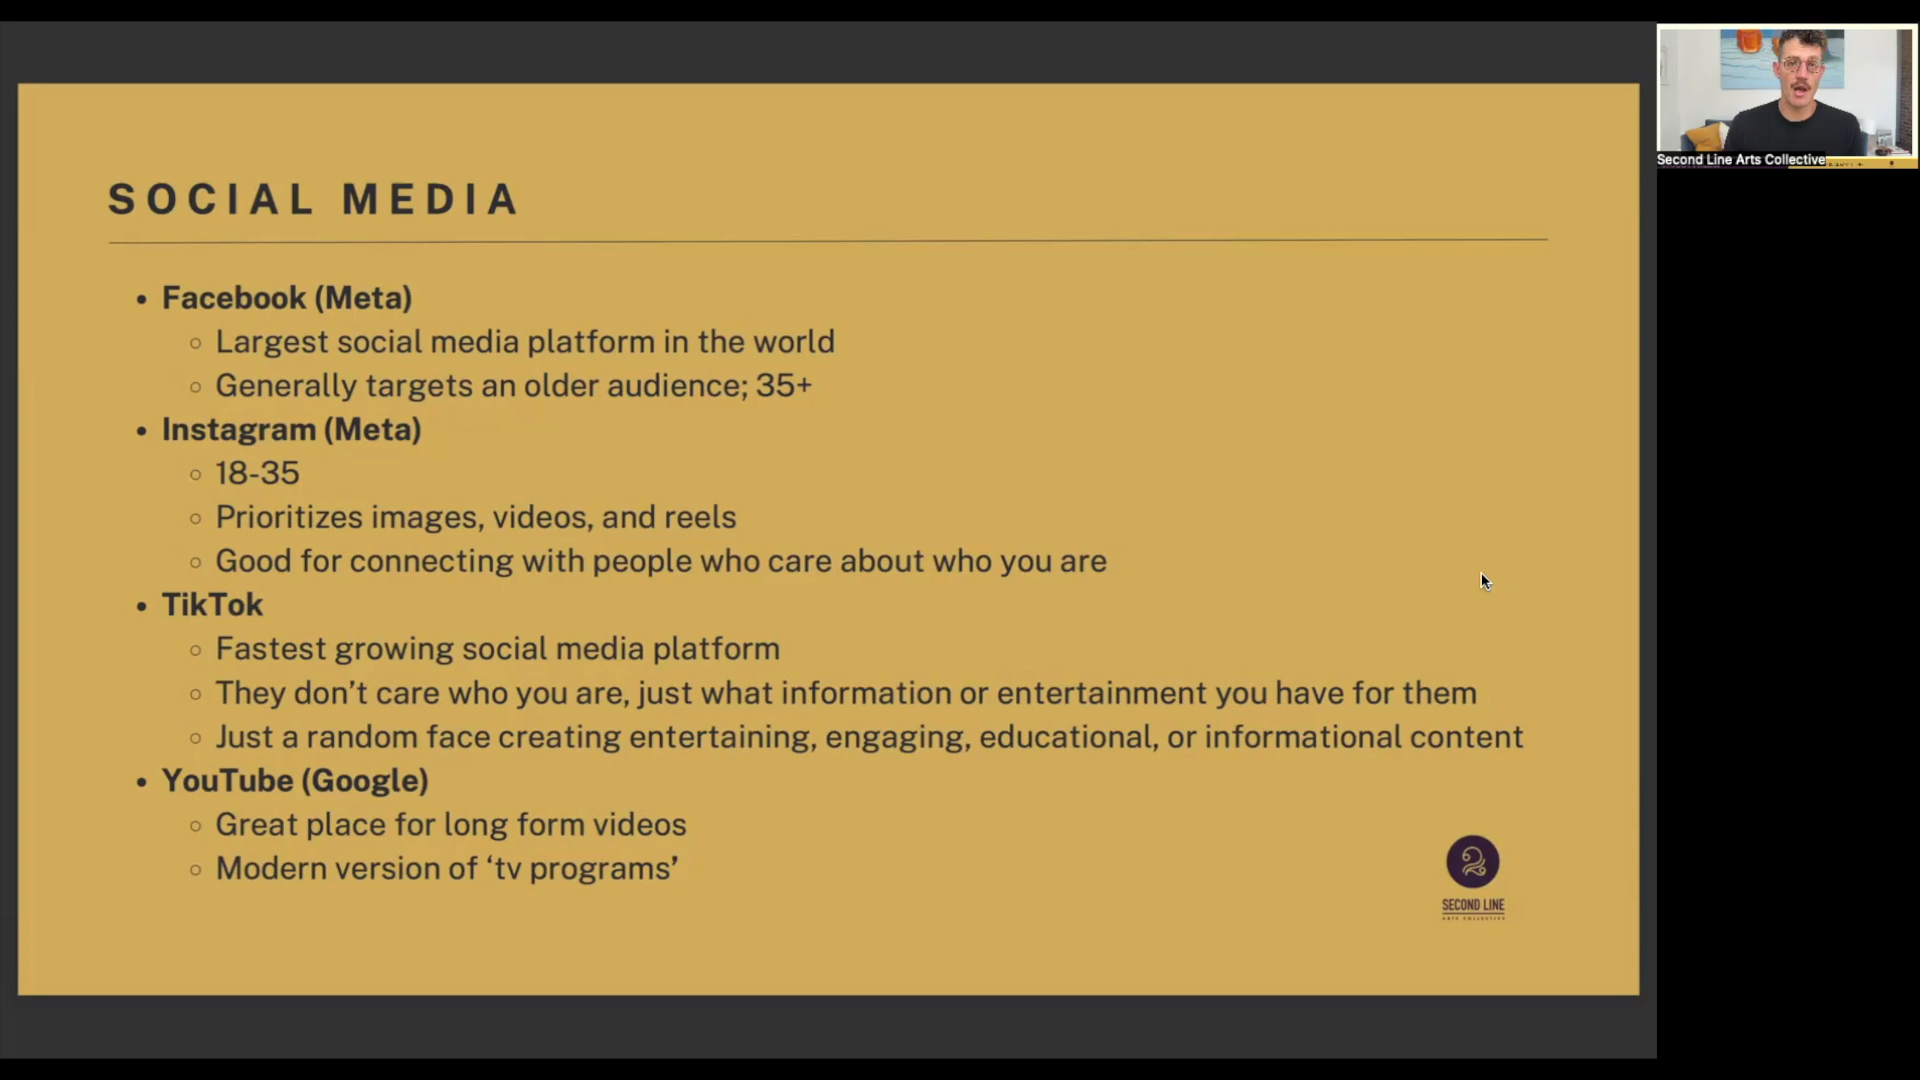 SOCIAL MEDIA
• Facebook (Meta)
○ Largest social media platform in the world
○ Generally targets an older audience; 35+
• Instagram (Meta)
○ 18-35
○ Prioritizes images, videos, and reels
○ Good for connecting with people who care about who you are
• TikTok
○ Fastest growing social media platform
○ They don’t care who you are, just what information or entertainment you have for them
○ Just a random face creating entertaining, engaging, educational, or informational content
• YouTube (Google)
○ Great place for long form videos
○ Modern version of ‘tv programs’
SECOND LINE
ARTS COLLECTIVE
Second Line Arts Collective